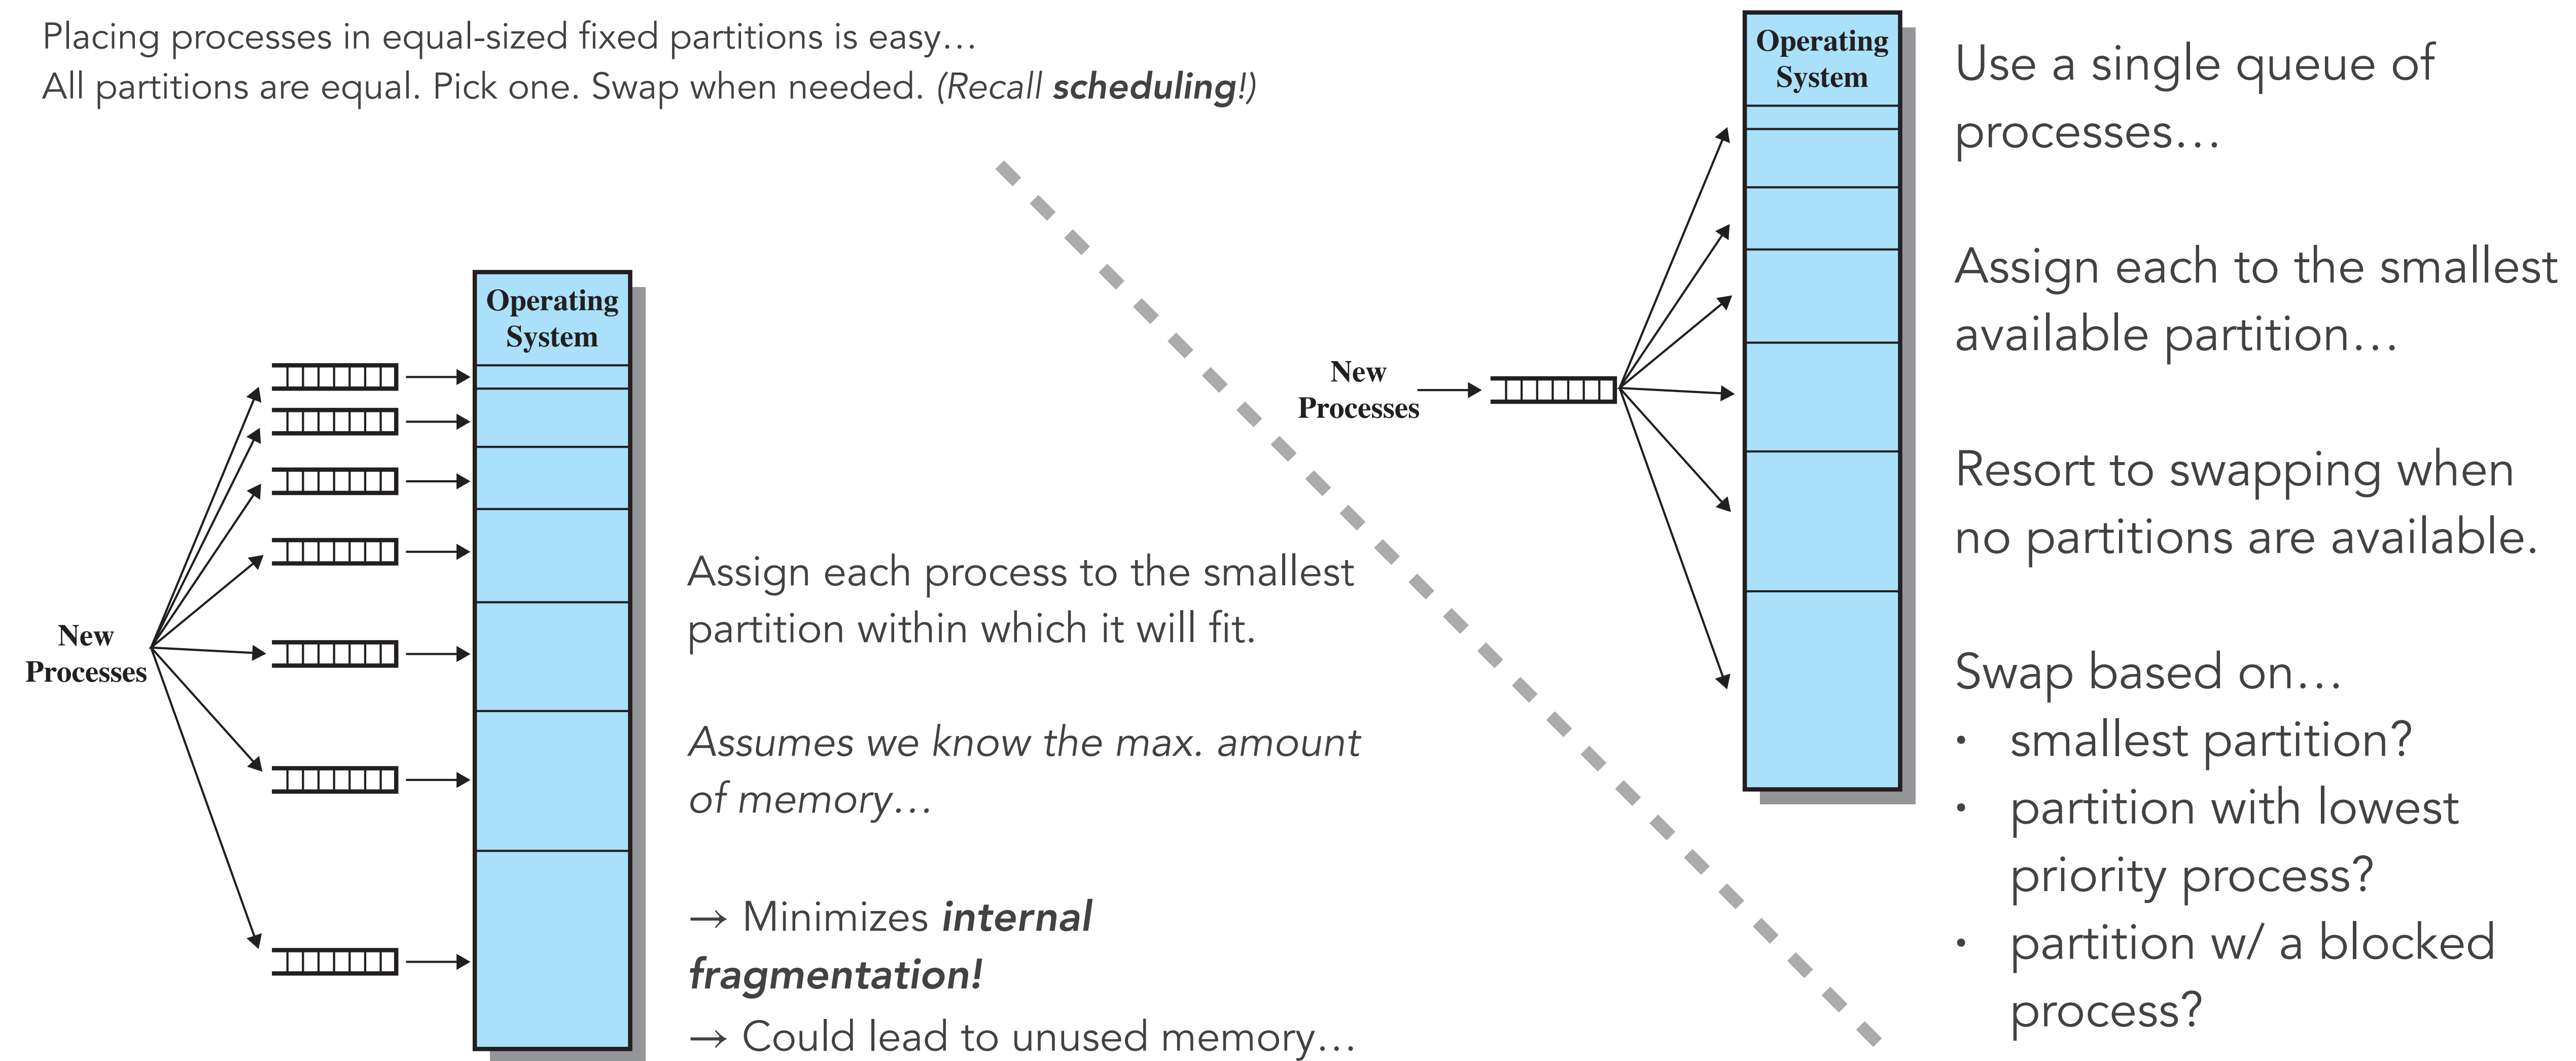 Placing processes in equal-sized fixed partitions is easy…
All partitions are equal. Pick one. Swap when needed. (Recall scheduling!)
Operating
System
New
Processes
Assign each process to the smallest
partition within which it will fit.
Assumes we know the max. amount
of memory…
→ Minimizes internal
fragmentation!
→ Could lead to unused memory…
New
Processes
Operating
System
Use a single queue of
processes…
Assign each to the smallest
available partition…
Resort to swapping when
no partitions are available.
Swap based on…
• smallest partition?
• partition with lowest
priority process?
• partition w/ a blocked
process?